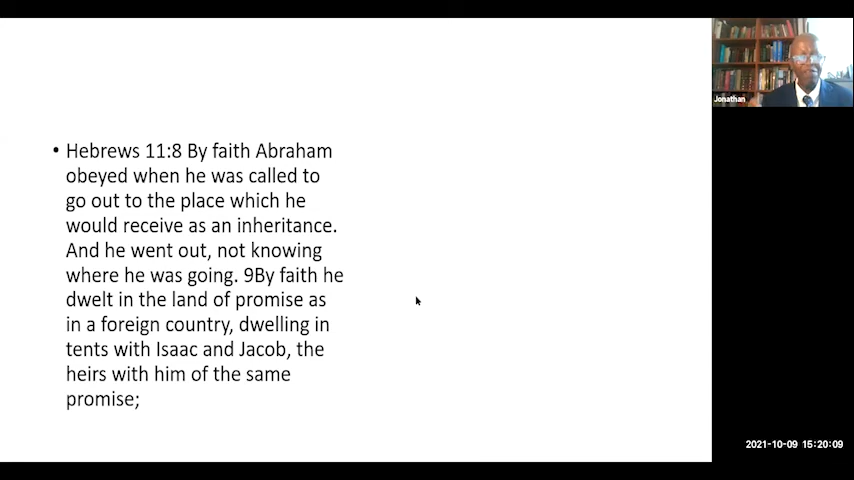 • Hebrews 11:8 By faith Abraham
obeyed when he was called to
go out to the place which he
would receive as an inheritance.
And he went out, not knowing
where he was going. 9By faith he
dwelt in the land of promise as
in a foreign country, dwelling in
tents with Isaac and Jacob, the
heirs with him of the same
promise;
Jonathan
2021-10-09 15:20:09